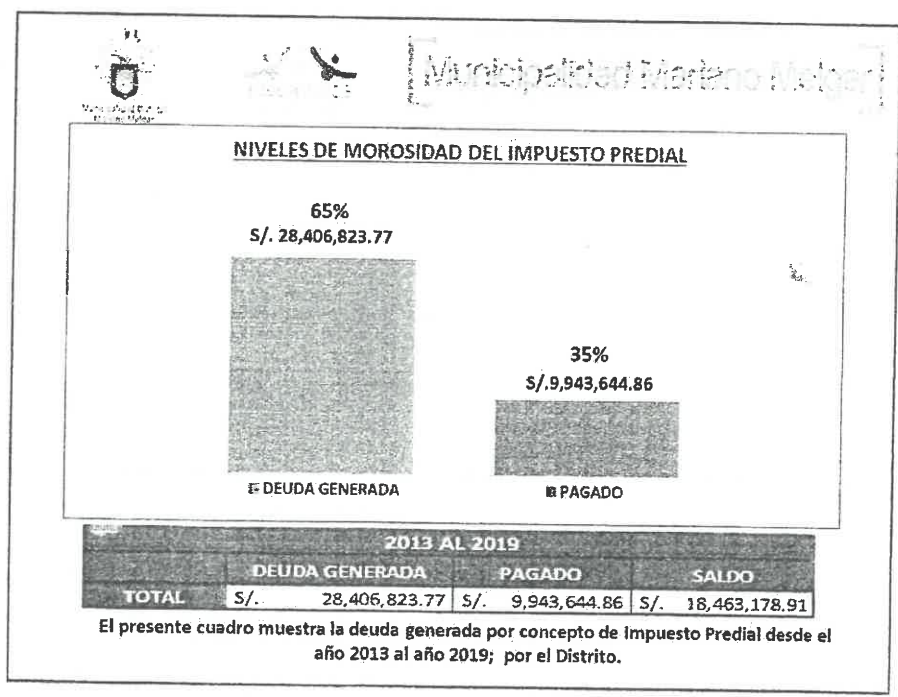 Municipalidad Mariano Melgar
NIVELES DE MOROSIDAD DEL IMPUESTO PREDIAL
65%
S/. 28,406,823.77
35%
S/.9,943,644.86
DEUDA GENERADA
PAGADO
2013 AL 2019
DEUDA GENERADA PAGADO SALDO
TOTAL S/. 28,406,823.77 S/. 9,943,644.86 S/. 18,463,178.91
El presente cuadro muestra la deuda generada por concepto de Impuesto Predial desde el
año 2013 al año 2019; por el Distrito.